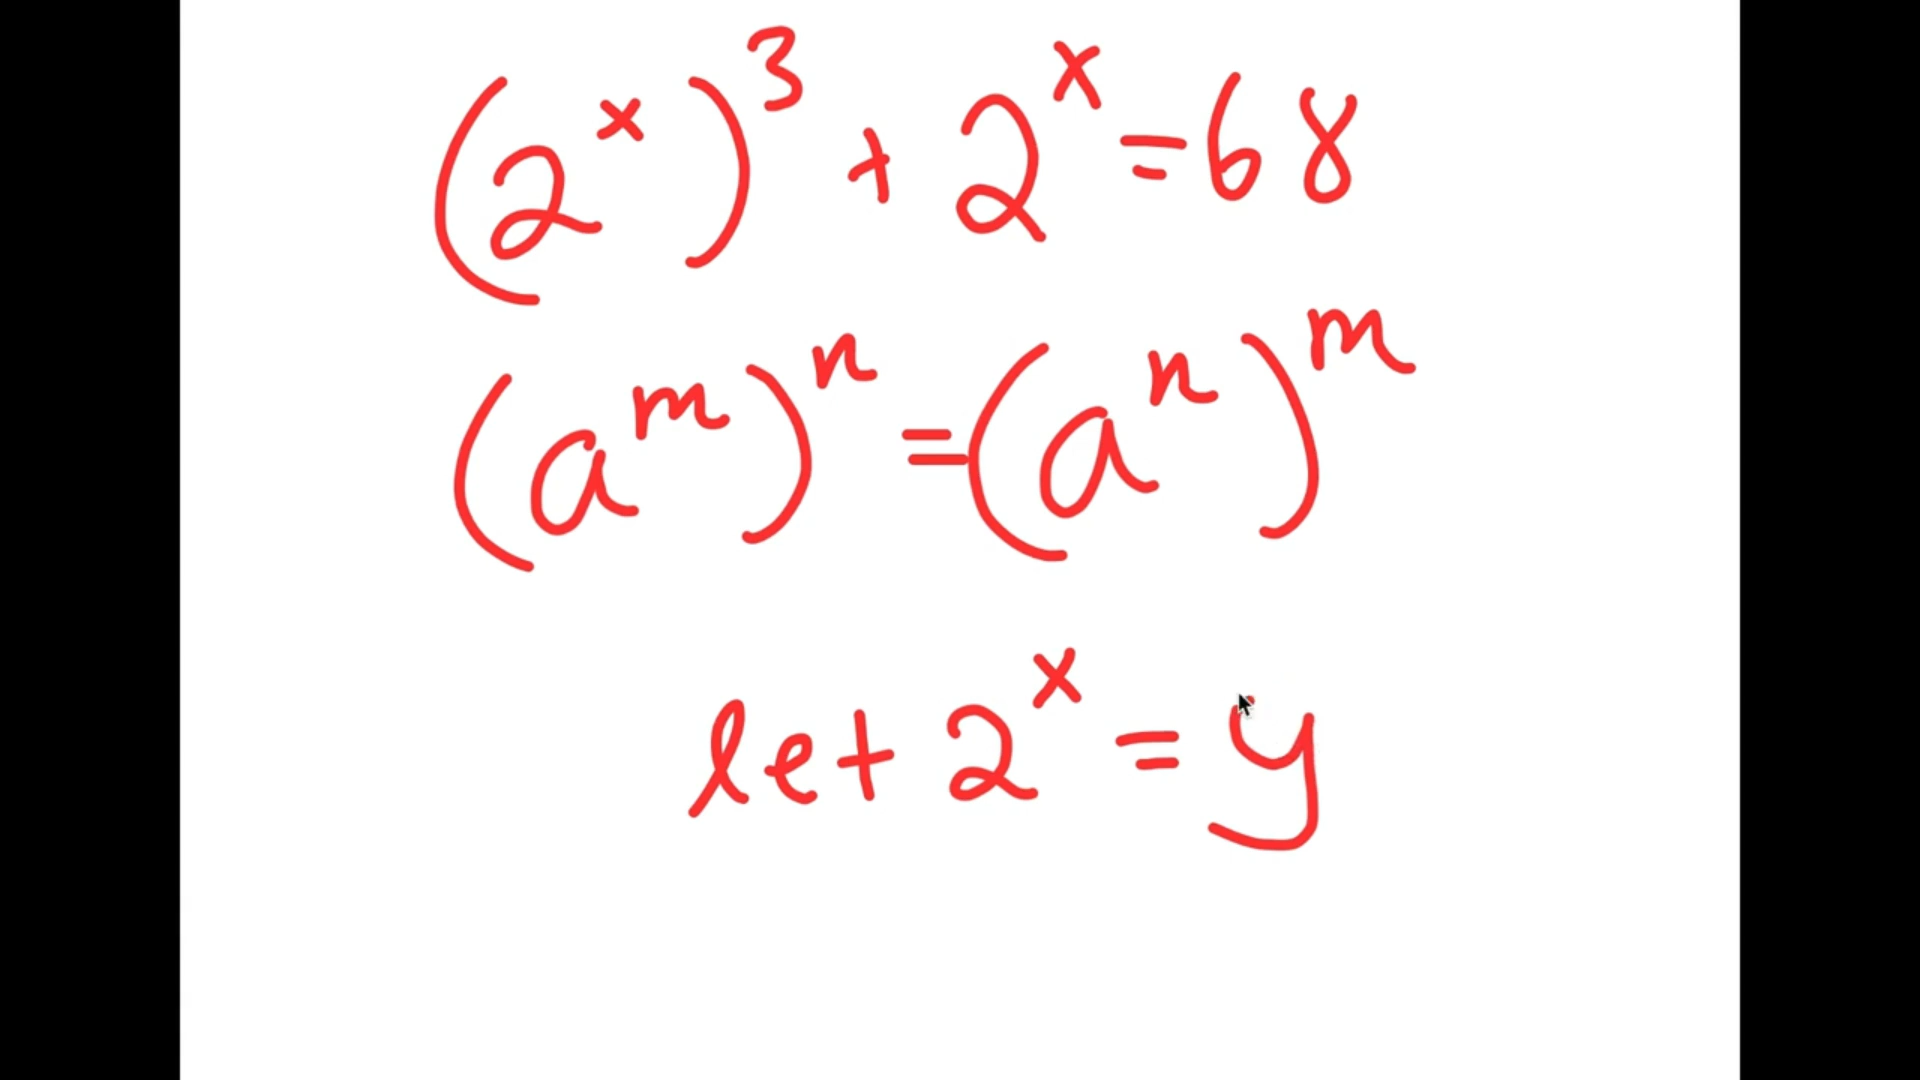 (2^x)^3 + 2^x = 68
(a^m)^n = (a^n)^m
let 2^x = y